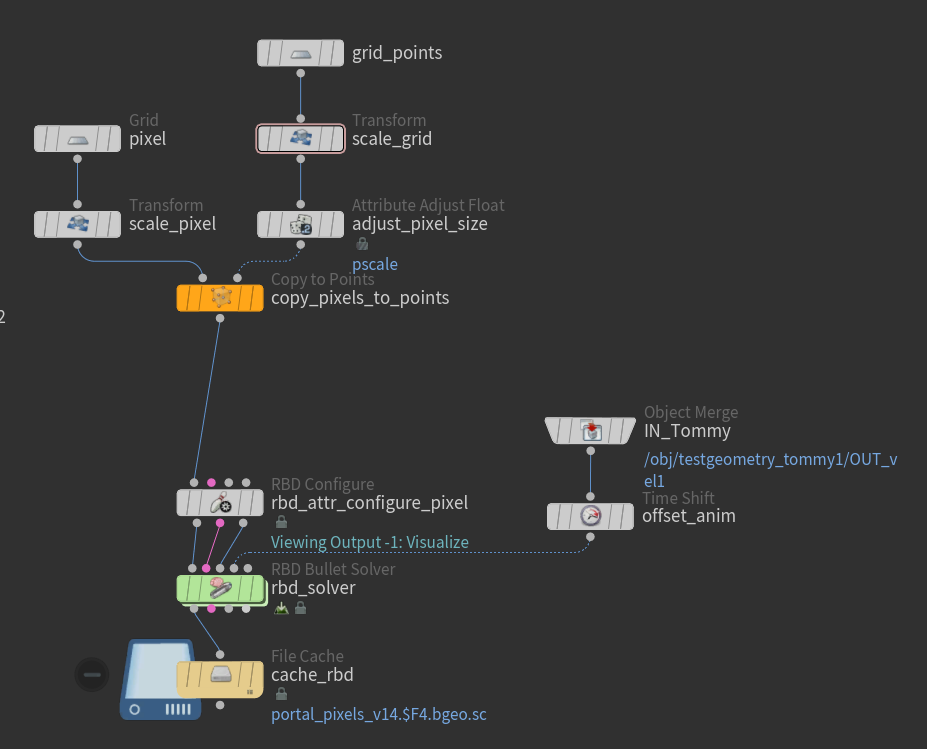 grid_points
Grid
pixel
Transform
scale_grid
Transform
scale_pixel
Attribute Adjust Float
adjust_pixel_size
pscale
Copy to Points
copy_pixels_to_points
2
Object Merge
IN_Tommy
/obj/testgeometry_tommy1/OUT_v
el1
RBD Configure
rbd_attr_configure_pixel
Time Shift
offset_anim
Viewing Output -1: Visualize
RBD Bullet Solver
rbd_solver
File Cache
cache_rbd
portal_pixels_v14.$F4.bgeo.sc